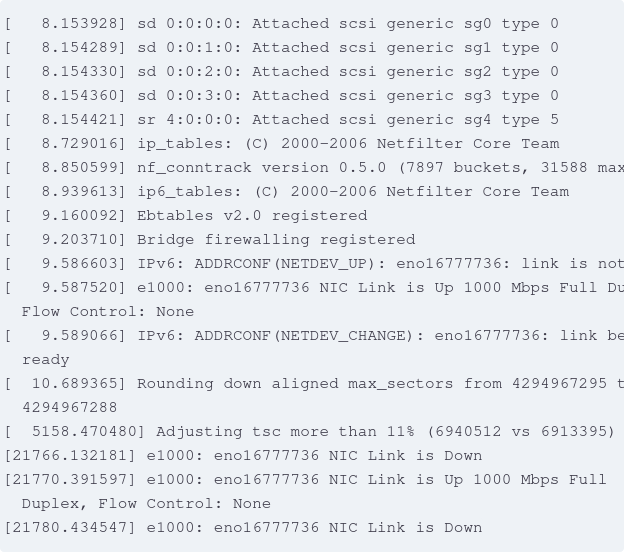 [   8.153928] sd 0:0:0:0: Attached scsi generic sg0 type 0
[   8.154289] sd 0:0:1:0: Attached scsi generic sg1 type 0
[   8.154330] sd 0:0:2:0: Attached scsi generic sg2 type 0
[   8.154360] sd 0:0:3:0: Attached scsi generic sg3 type 0
[   8.154421] sr 4:0:0:0: Attached scsi generic sg4 type 5
[   8.729016] ip_tables: (C) 2000-2006 Netfilter Core Team
[   8.850599] nf_conntrack version 0.5.0 (7897 buckets, 31588 max
[   8.939613] ip6_tables: (C) 2000-2006 Netfilter Core Team
[   9.160092] Ebtables v2.0 registered
[   9.203710] Bridge firewalling registered
[   9.586603] IPv6: ADDRCONF(NETDEV_UP): eno16777736: link is not
[   9.587520] e1000: eno16777736 NIC Link is Up 1000 Mbps Full Du
Flow Control: None
[   9.589066] IPv6: ADDRCONF(NETDEV_CHANGE): eno16777736: link be
ready
[  10.689365] Rounding down aligned max_sectors from 4294967295 t
4294967288
[  5158.470480] Adjusting tsc more than 11% (6940512 vs 6913395)
[21766.132181] e1000: eno16777736 NIC Link is Down
[21770.391597] e1000: eno16777736 NIC Link is Up 1000 Mbps Full
Duplex, Flow Control: None
[21780.434547] e1000: eno16777736 NIC Link is Down